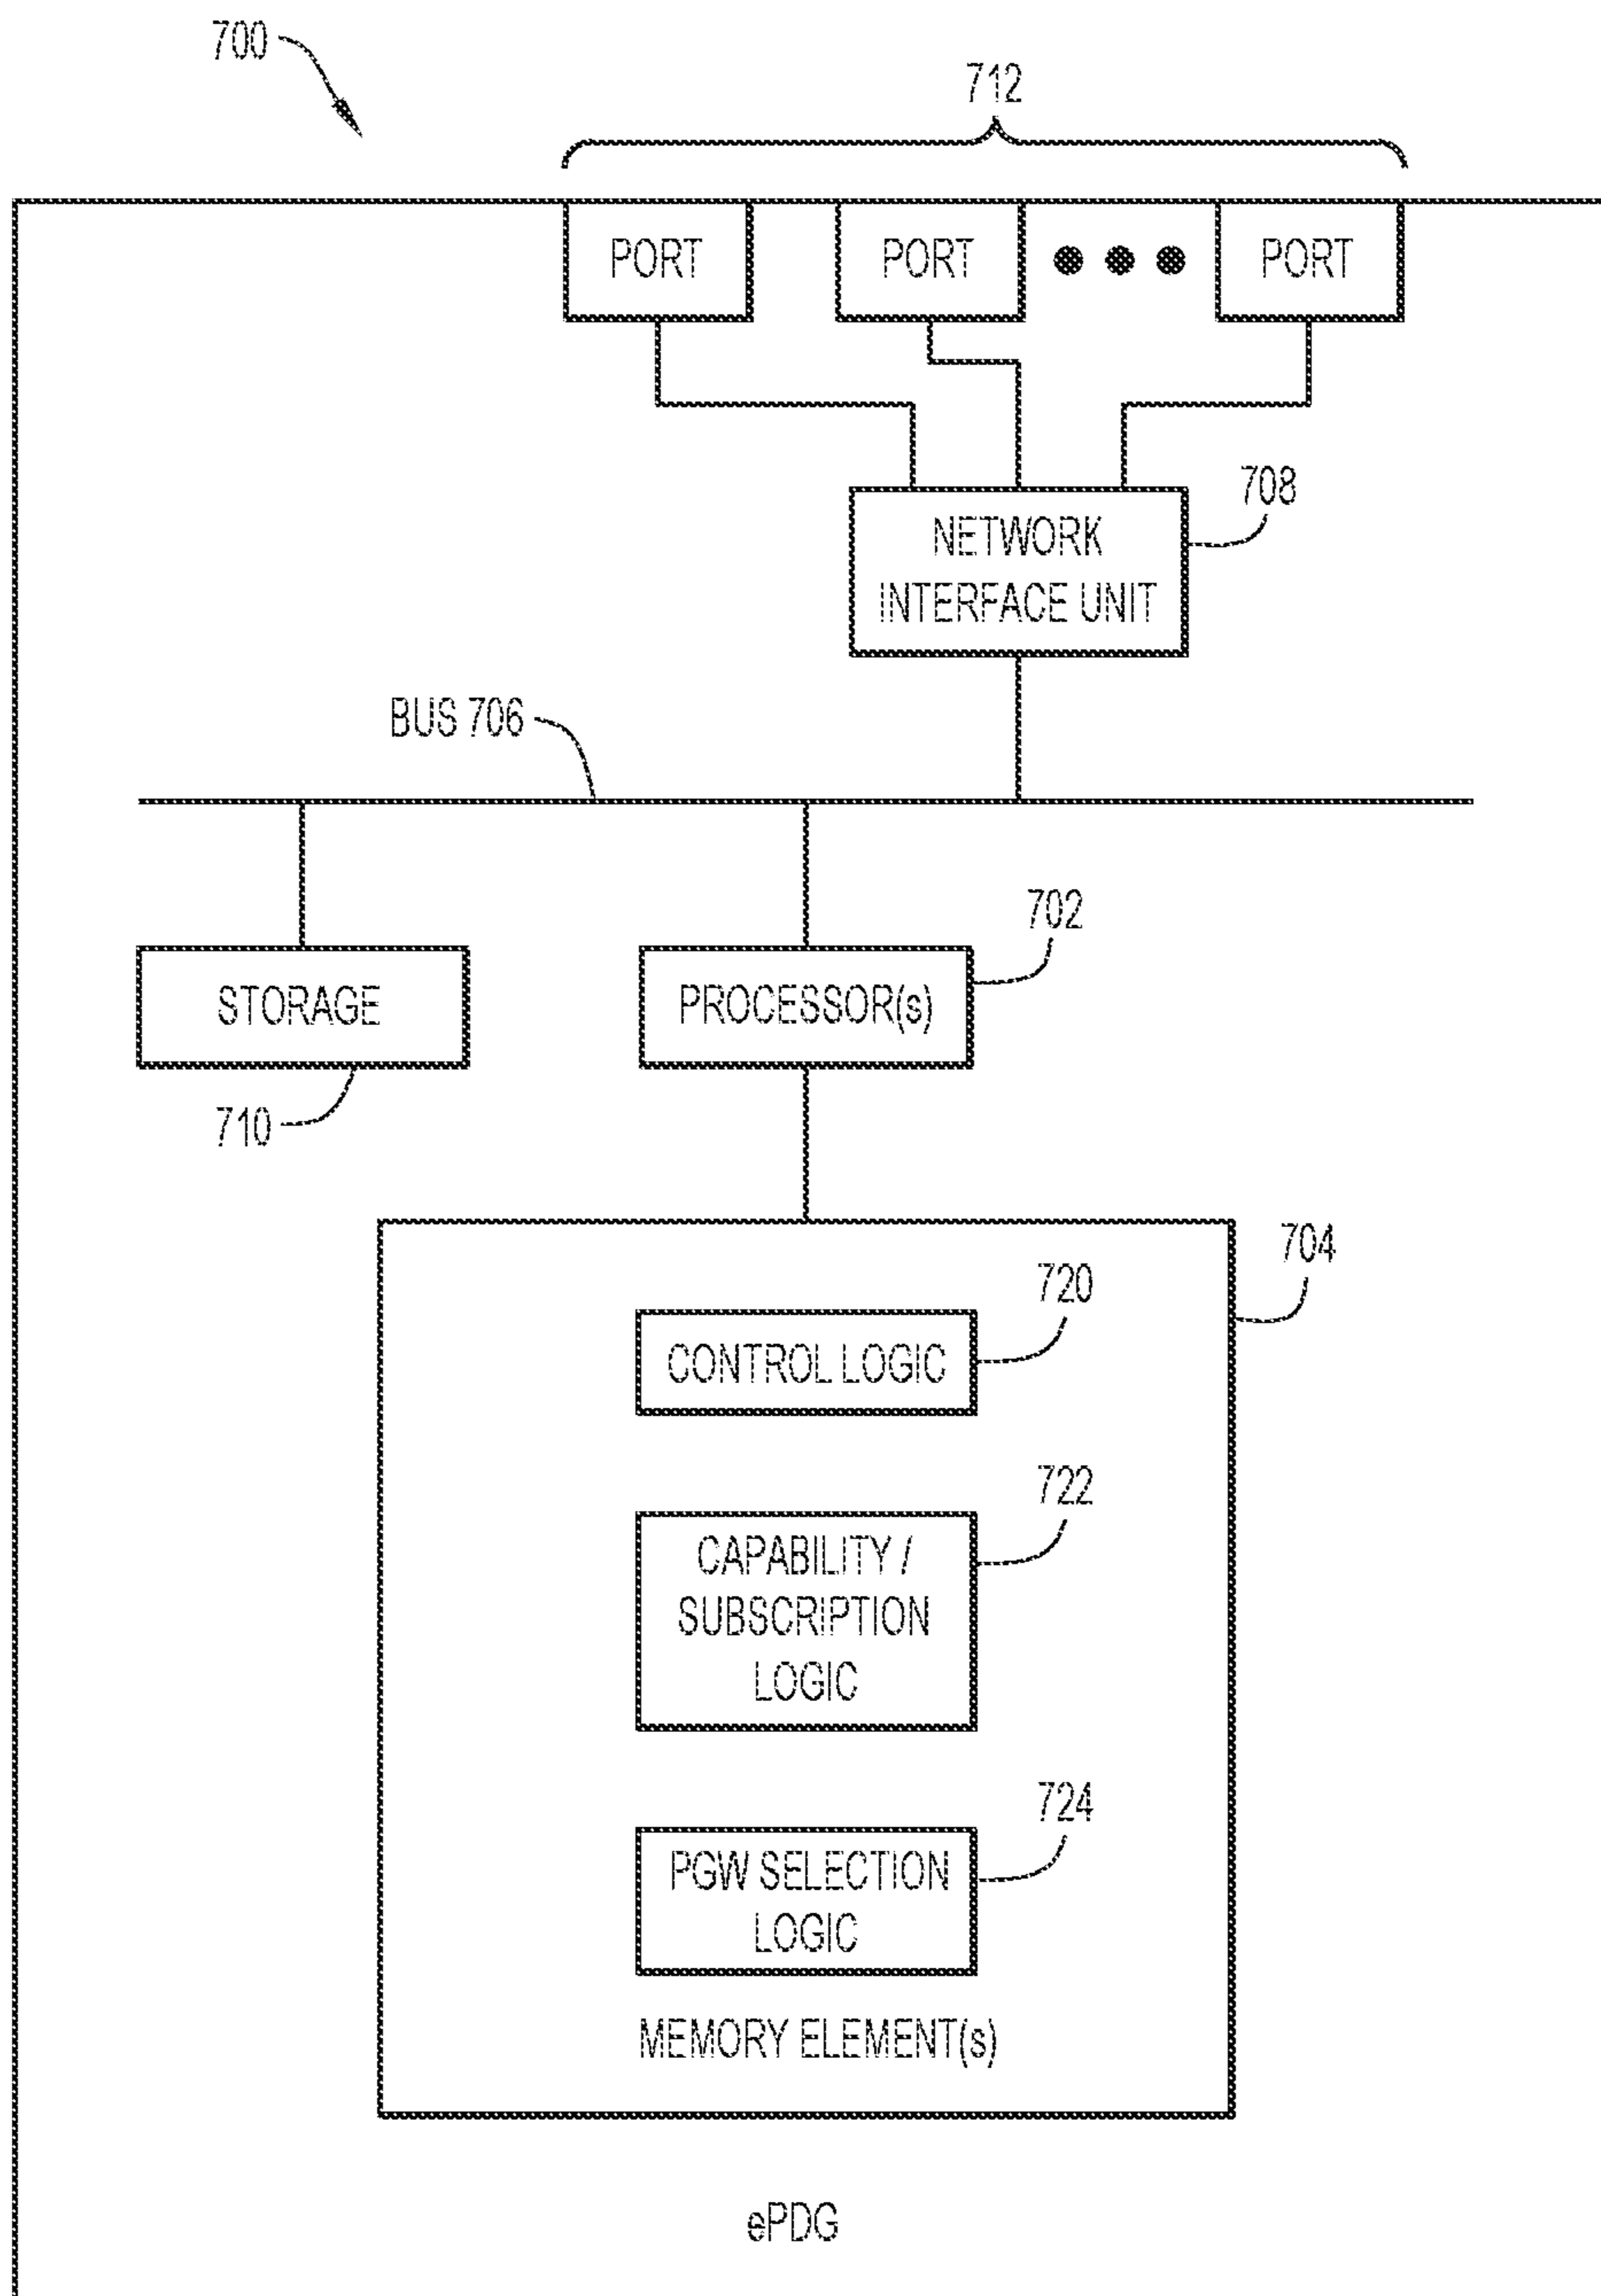 700
712
PORT
PORT
PORT
708
NETWORK
INTERFACE UNIT
BUS 706
702
STORAGE
PROCESSOR(s)
710
704
720
CONTROL LOGIC
722
CAPABILITY /
SUBSCRIPTION
LOGIC
724
PGW SELECTION
LOGIC
MEMORY ELEMENT(s)
ePDG